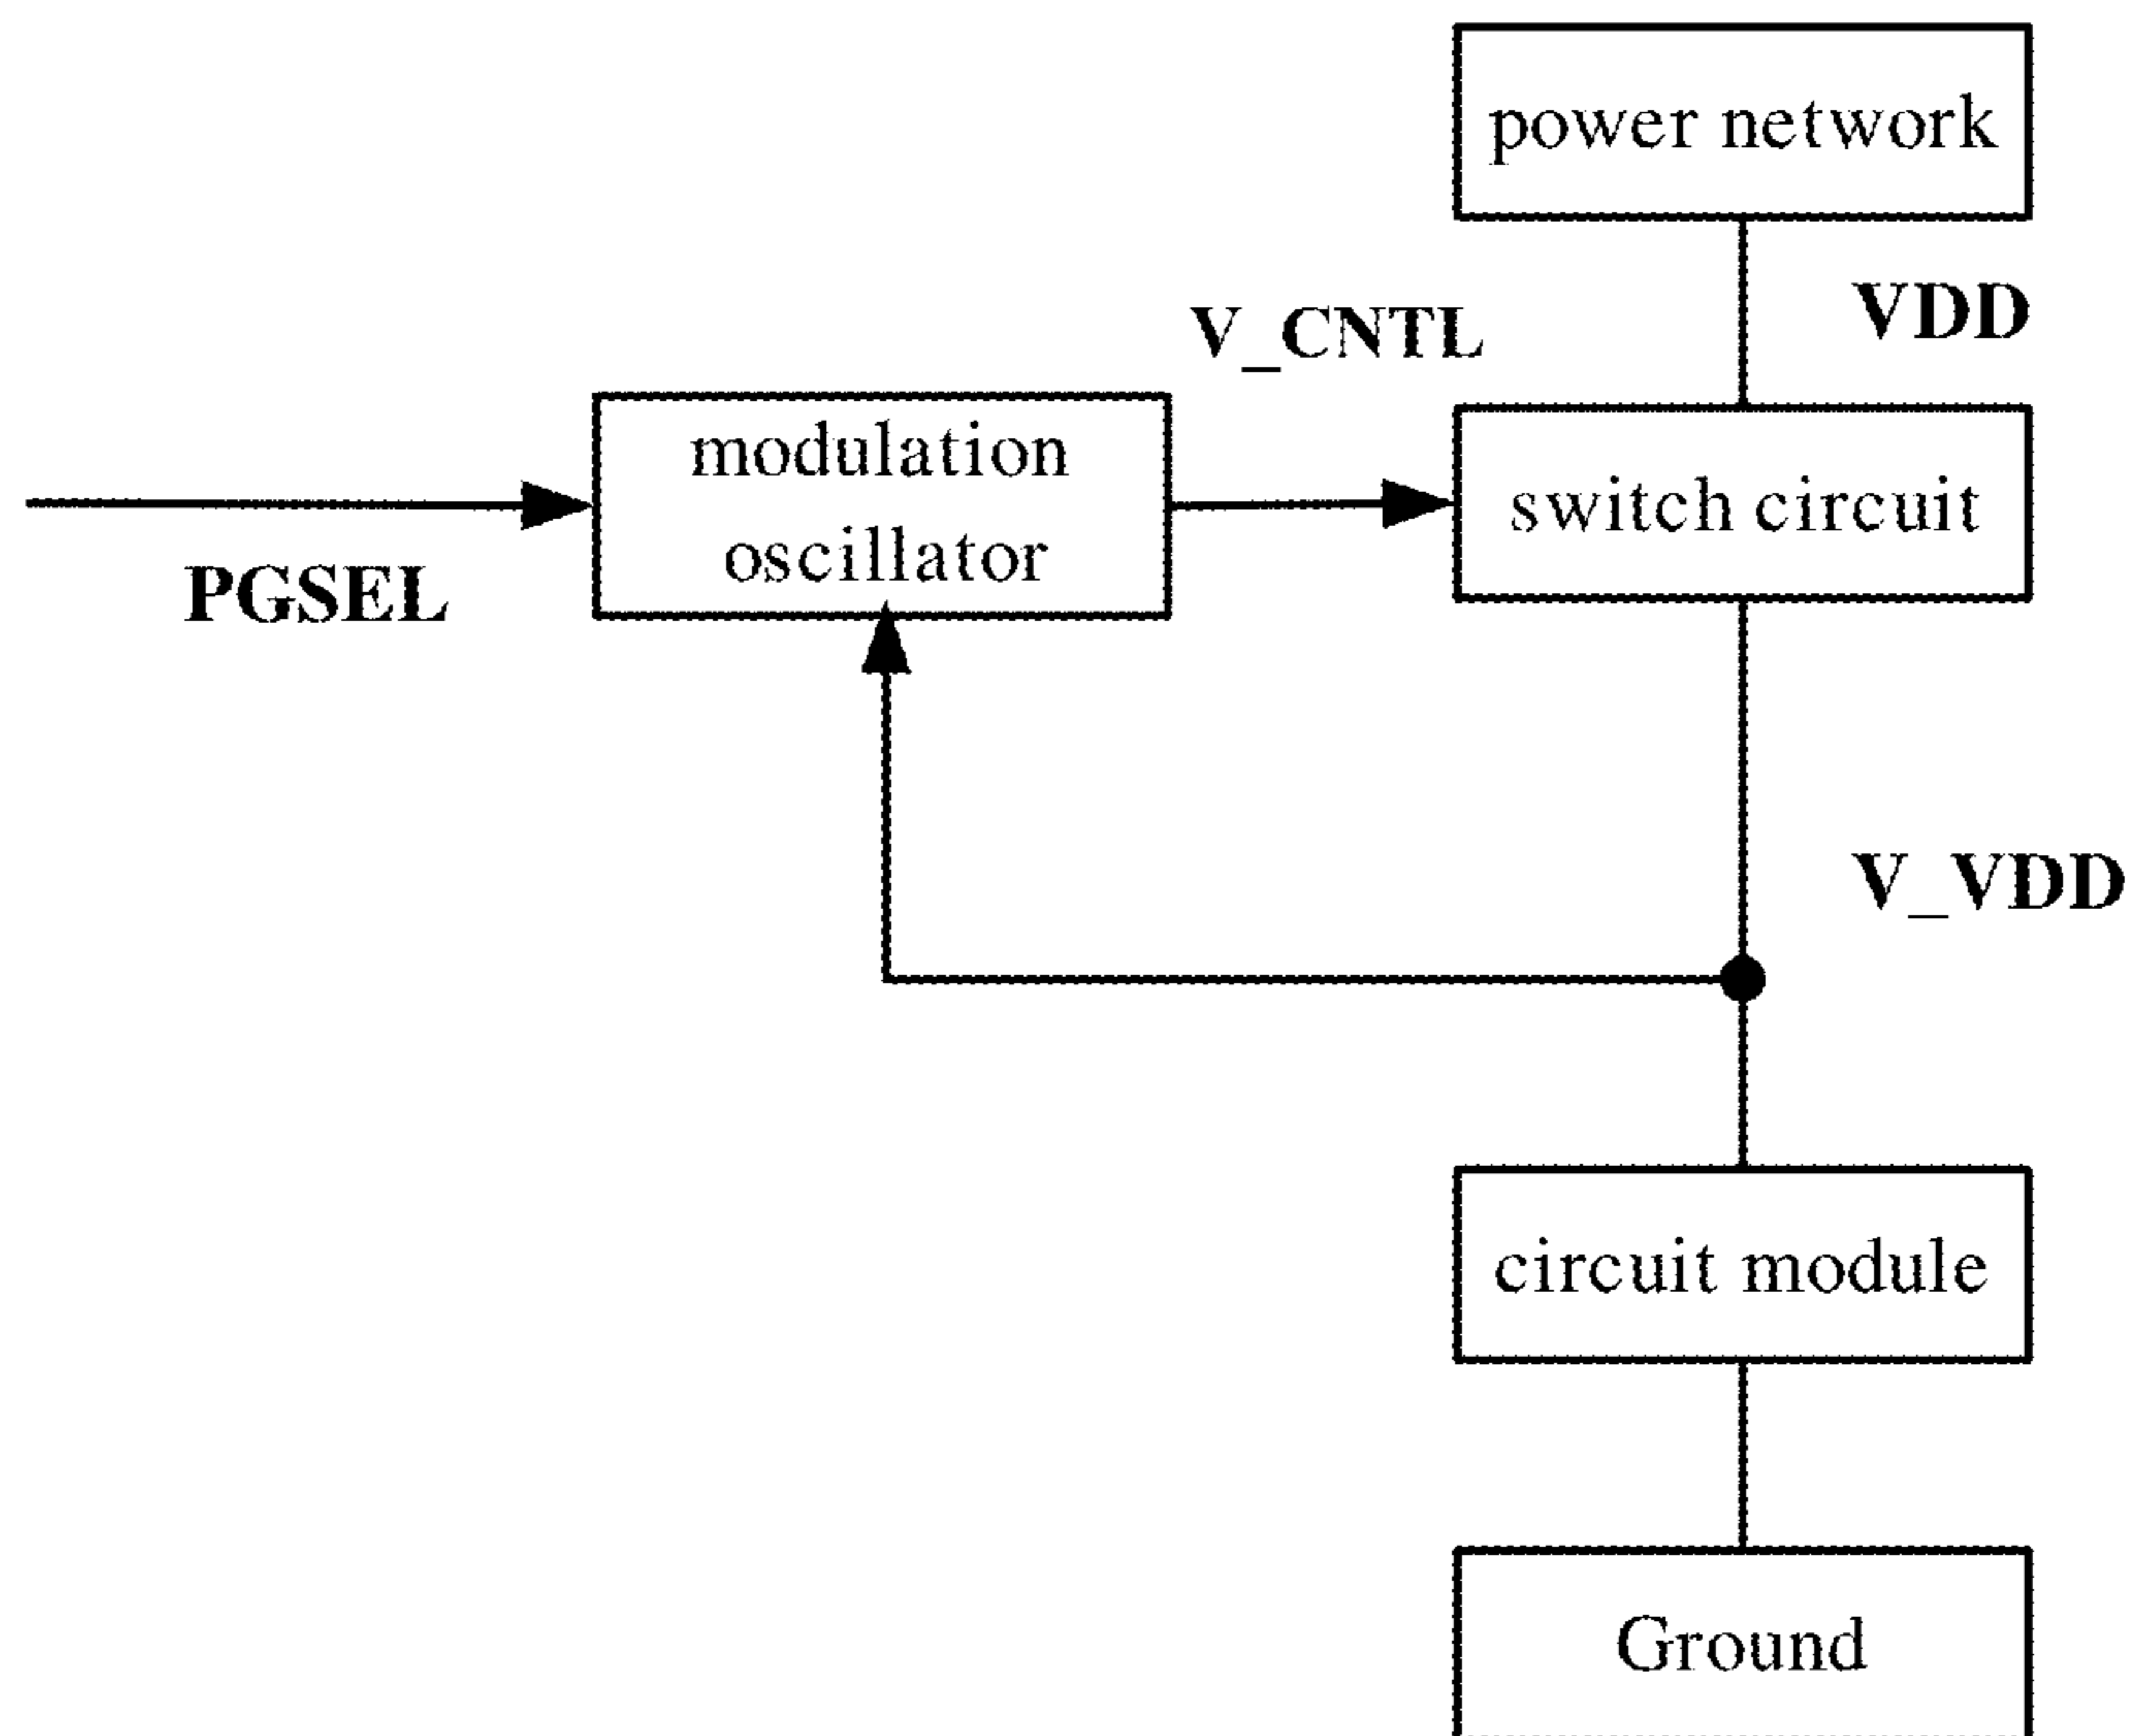 power network
VDD
V_CNTL
modulation
oscillator
switch circuit
PGSEL
V_VDD
circuit module
Ground